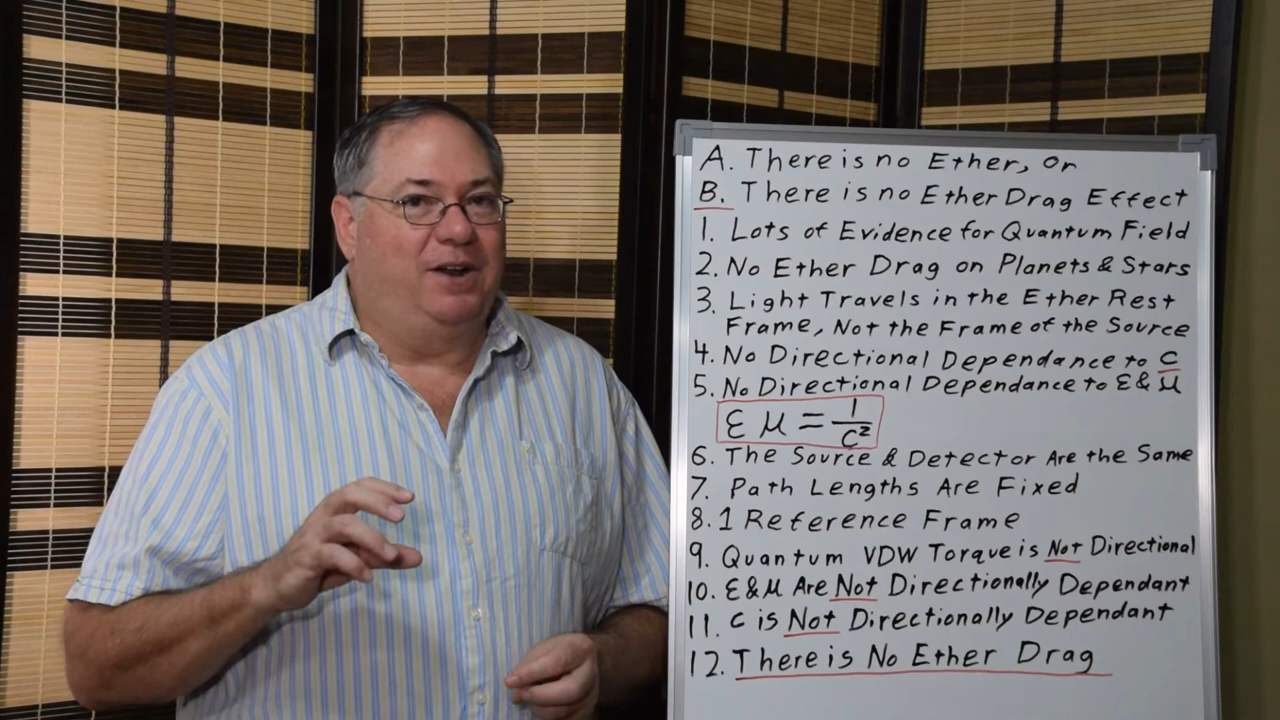 A. There is no Ether, or
B. There is no Ether Drag Effect
1. Lots of Evidence for Quantum Field
2. No Ether Drag on Planets & Stars
3. Light Travels in the Ether Rest
Frame, Not the Frame of the Source
4. No Directional Dependance to c
5. No Directional Dependance to ε & μ
ε μ = 1/c²
6. The Source & Detector Are the Same
7. Path Lengths Are Fixed
8. 1 Reference Frame
9. Quantum VDW Torque is Not Directional
10. ε & μ Are Not Directionally Dependant
11. c is Not Directionally Dependant
12. There is No Ether Drag